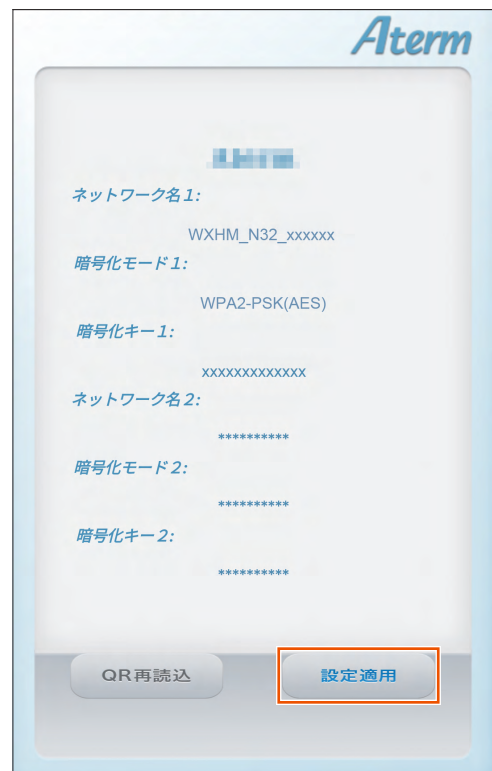 Aterm
ネットワーク名1:
WXHM_N32_xxxxxx
暗号化モード1:
WPA2-PSK(AES)
暗号化キー1:
xxxxxxxxxxxxx
ネットワーク名2:
**********
暗号化モード2:
**********
暗号化キー2:
**********
QR再読込
設定適用